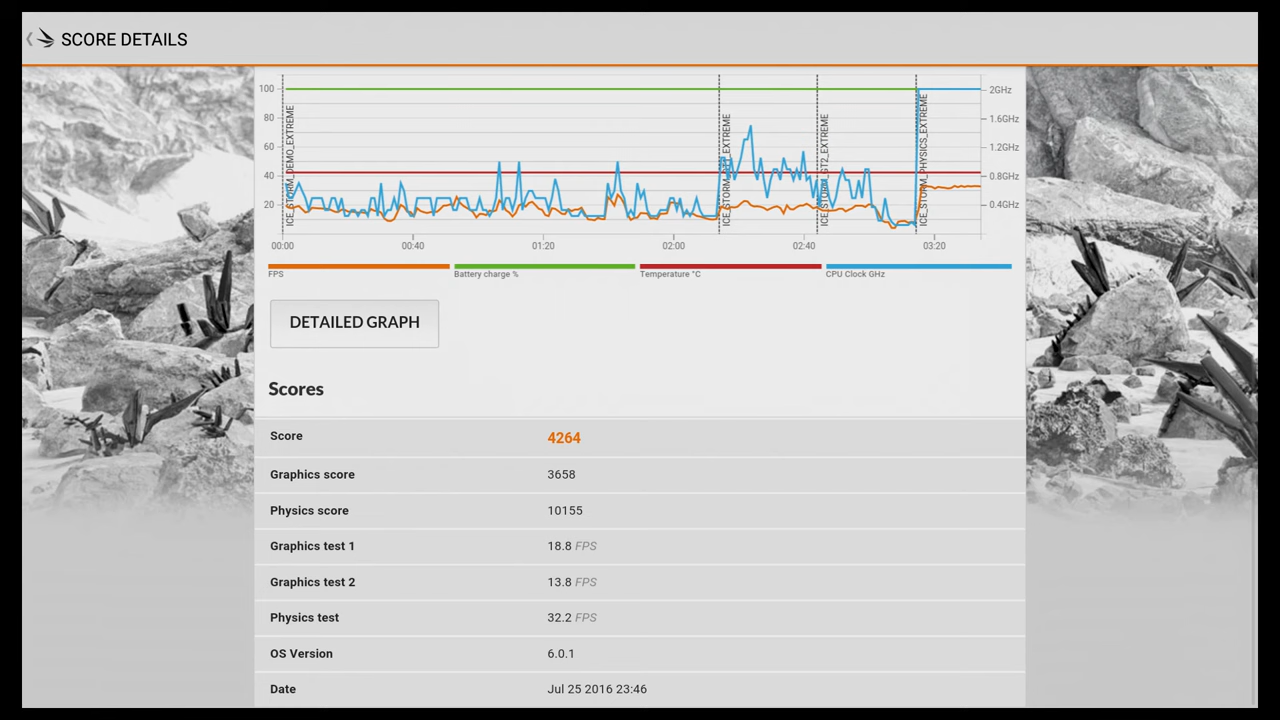 SCORE DETAILS
100
80
60
40
20
2GHz
1.6GHz
1.2GHz
0.8GHz
0.4GHz
ICE_STORM_DEMO_EXTREME
ICE_STORM_GT1_EXTREME
ICE_STORM_GT2_EXTREME
ICE_STORM_PHYSICS_EXTREME
00:00 00:40 01:20 02:00 02:40 03:20
FPS Battery charge % Temperature °C CPU Clock GHz
DETAILED GRAPH
Scores
Score 4264
Graphics score 3658
Physics score 10155
Graphics test 1 18.8 FPS
Graphics test 2 13.8 FPS
Physics test 32.2 FPS
OS Version 6.0.1
Date Jul 25 2016 23:46